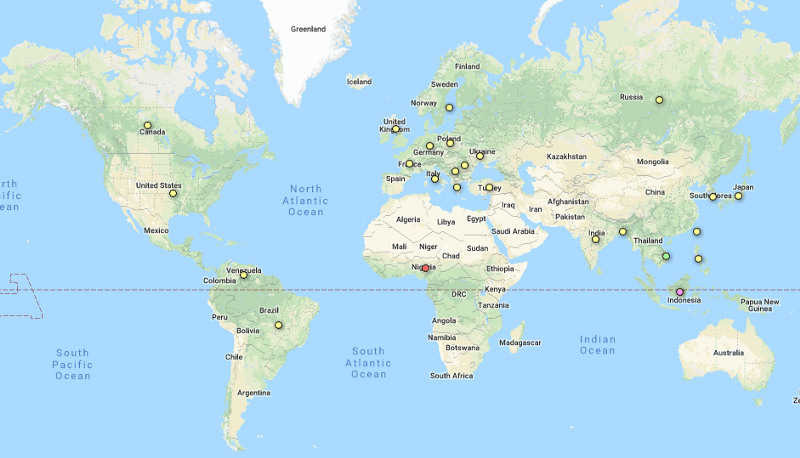 Greenland
Iceland
Finland
Sweden
Norway
Russia
Canada
United
Kingdom
Poland
Germany
Ukraine
France
Italy
Spain
Turkey
Kazakhstan
Mongolia
United States
North
Atlantic
Ocean
Iraq
Iran
Afghanistan
Pakistan
China
South Korea
Japan
Mexico
Algeria
Libya
Egypt
Saudi Arabia
India
Thailand
Mali
Niger
Chad
Sudan
Nigeria
Ethiopia
Venezuela
Colombia
Kenya
DRC
Tanzania
Indonesia
Papua New
Guinea
Peru
Brazil
Bolivia
Angola
Namibia
Botswana
Madagascar
South Africa
Chile
Argentina
South
Pacific
Ocean
South
Atlantic
Ocean
Indian
Ocean
Australia